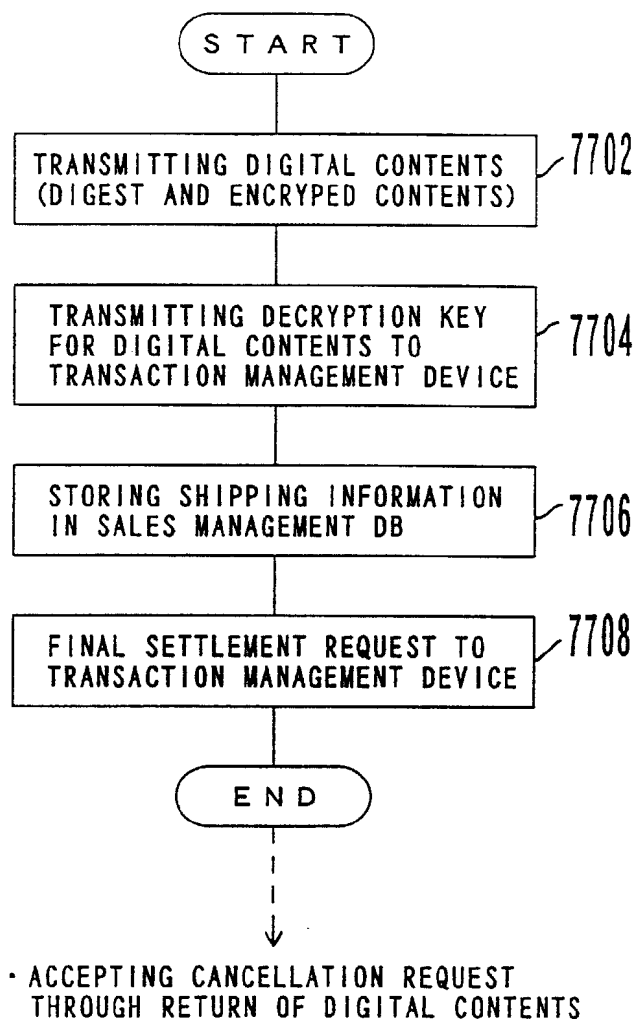 START
TRANSMITTING DIGITAL CONTENTS
(DIGEST AND ENCRYPED CONTENTS)
7702
TRANSMITTING DECRYPTION KEY
FOR DIGITAL CONTENTS TO
TRANSACTION MANAGEMENT DEVICE
7704
STORING SHIPPING INFORMATION
IN SALES MANAGEMENT DB
7706
FINAL SETTLEMENT REQUEST TO
TRANSACTION MANAGEMENT DEVICE
7708
END
· ACCEPTING CANCELLATION REQUEST
THROUGH RETURN OF DIGITAL CONTENTS